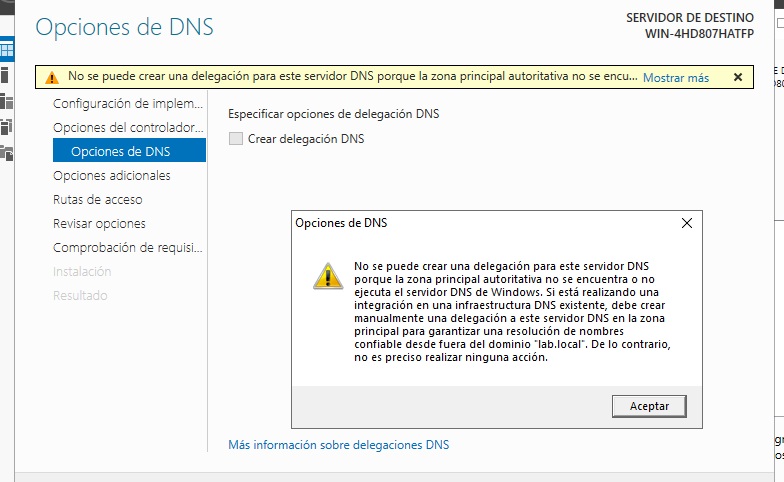 Opciones de DNS
SERVIDOR DE DESTINO
WIN-4HD807HATFP
No se puede crear una delegación para este servidor DNS porque la zona principal autoritativa no se encu... Mostrar más
Configuración de implem...
Opciones del controlador...
Opciones de DNS
Opciones adicionales
Rutas de acceso
Revisar opciones
Comprobación de requisi...
Instalación
Resultado
Especificar opciones de delegación DNS
Crear delegación DNS
Opciones de DNS
No se puede crear una delegación para este servidor DNS
porque la zona principal autoritativa no se encuentra o no
ejecuta el servidor DNS de Windows. Si está realizando una
integración en una infraestructura DNS existente, debe crear
manualmente una delegación a este servidor DNS en la zona
principal para garantizar una resolución de nombres
confiable desde fuera del dominio "lab.local". De lo contrario,
no es preciso realizar ninguna acción.
Aceptar
Más información sobre delegaciones DNS